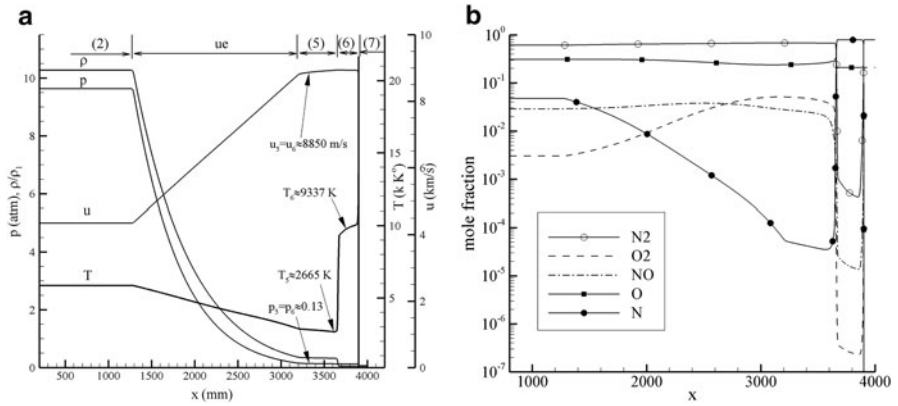 a
(2)
ue
(5)
(6)
(7)
ρ
p
u
T
u₅=u₆≈8850 m/s
T₆≈9337 K
T₅≈2665 K
p₅=p₆≈0.13
p (atm), ρ/ρ₁
0
2
4
6
8
10
T (k K°)
0
5
10
15
20
u (km/s)
0
2
4
6
8
10
500 1000 1500 2000 2500 3000 3500 4000
x (mm)
b
mole fraction
10⁰
10⁻¹
10⁻²
10⁻³
10⁻⁴
10⁻⁵
10⁻⁶
10⁻⁷
N2
O2
NO
O
N
1000 2000 3000 4000
x